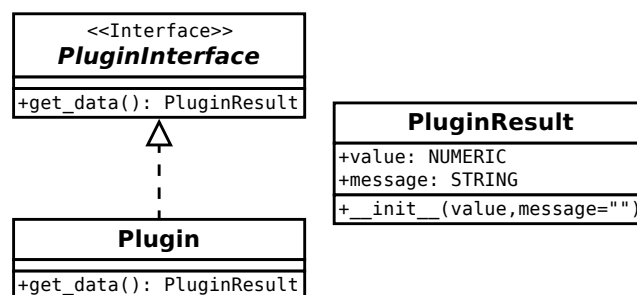 <<Interface>>
PluginInterface
+get_data(): PluginResult
PluginResult
+value: NUMERIC
+message: STRING
+__init__(value,message="")
Plugin
+get_data(): PluginResult